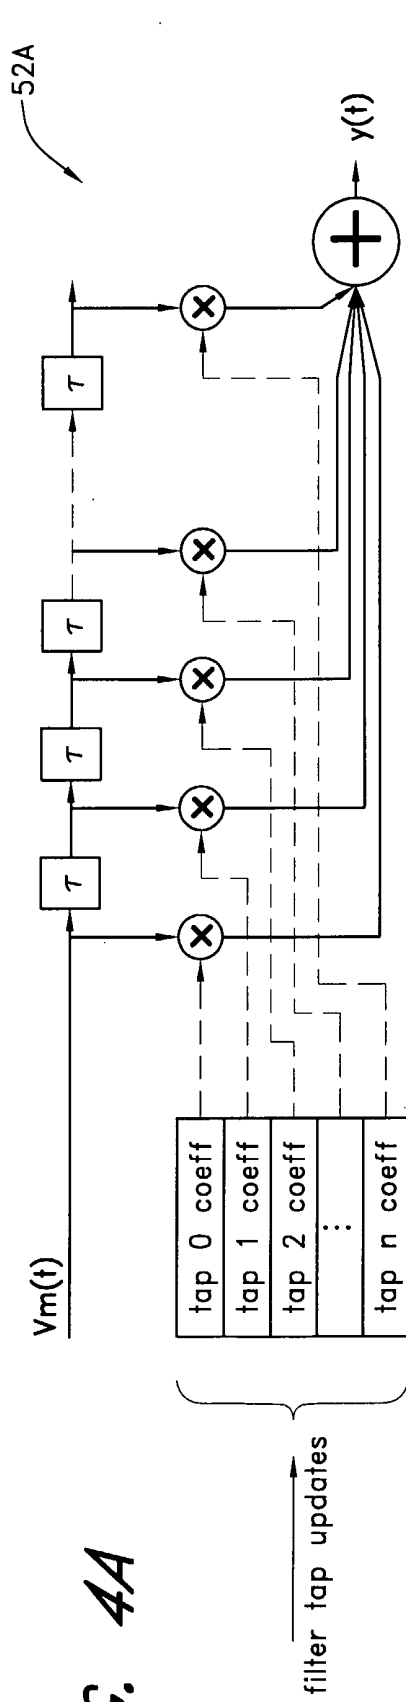 52A
Vm(t)
τ
τ
τ
τ
y(t)
tap 0 coeff
tap 1 coeff
tap 2 coeff
⋮
tap n coeff
filter tap updates
4A